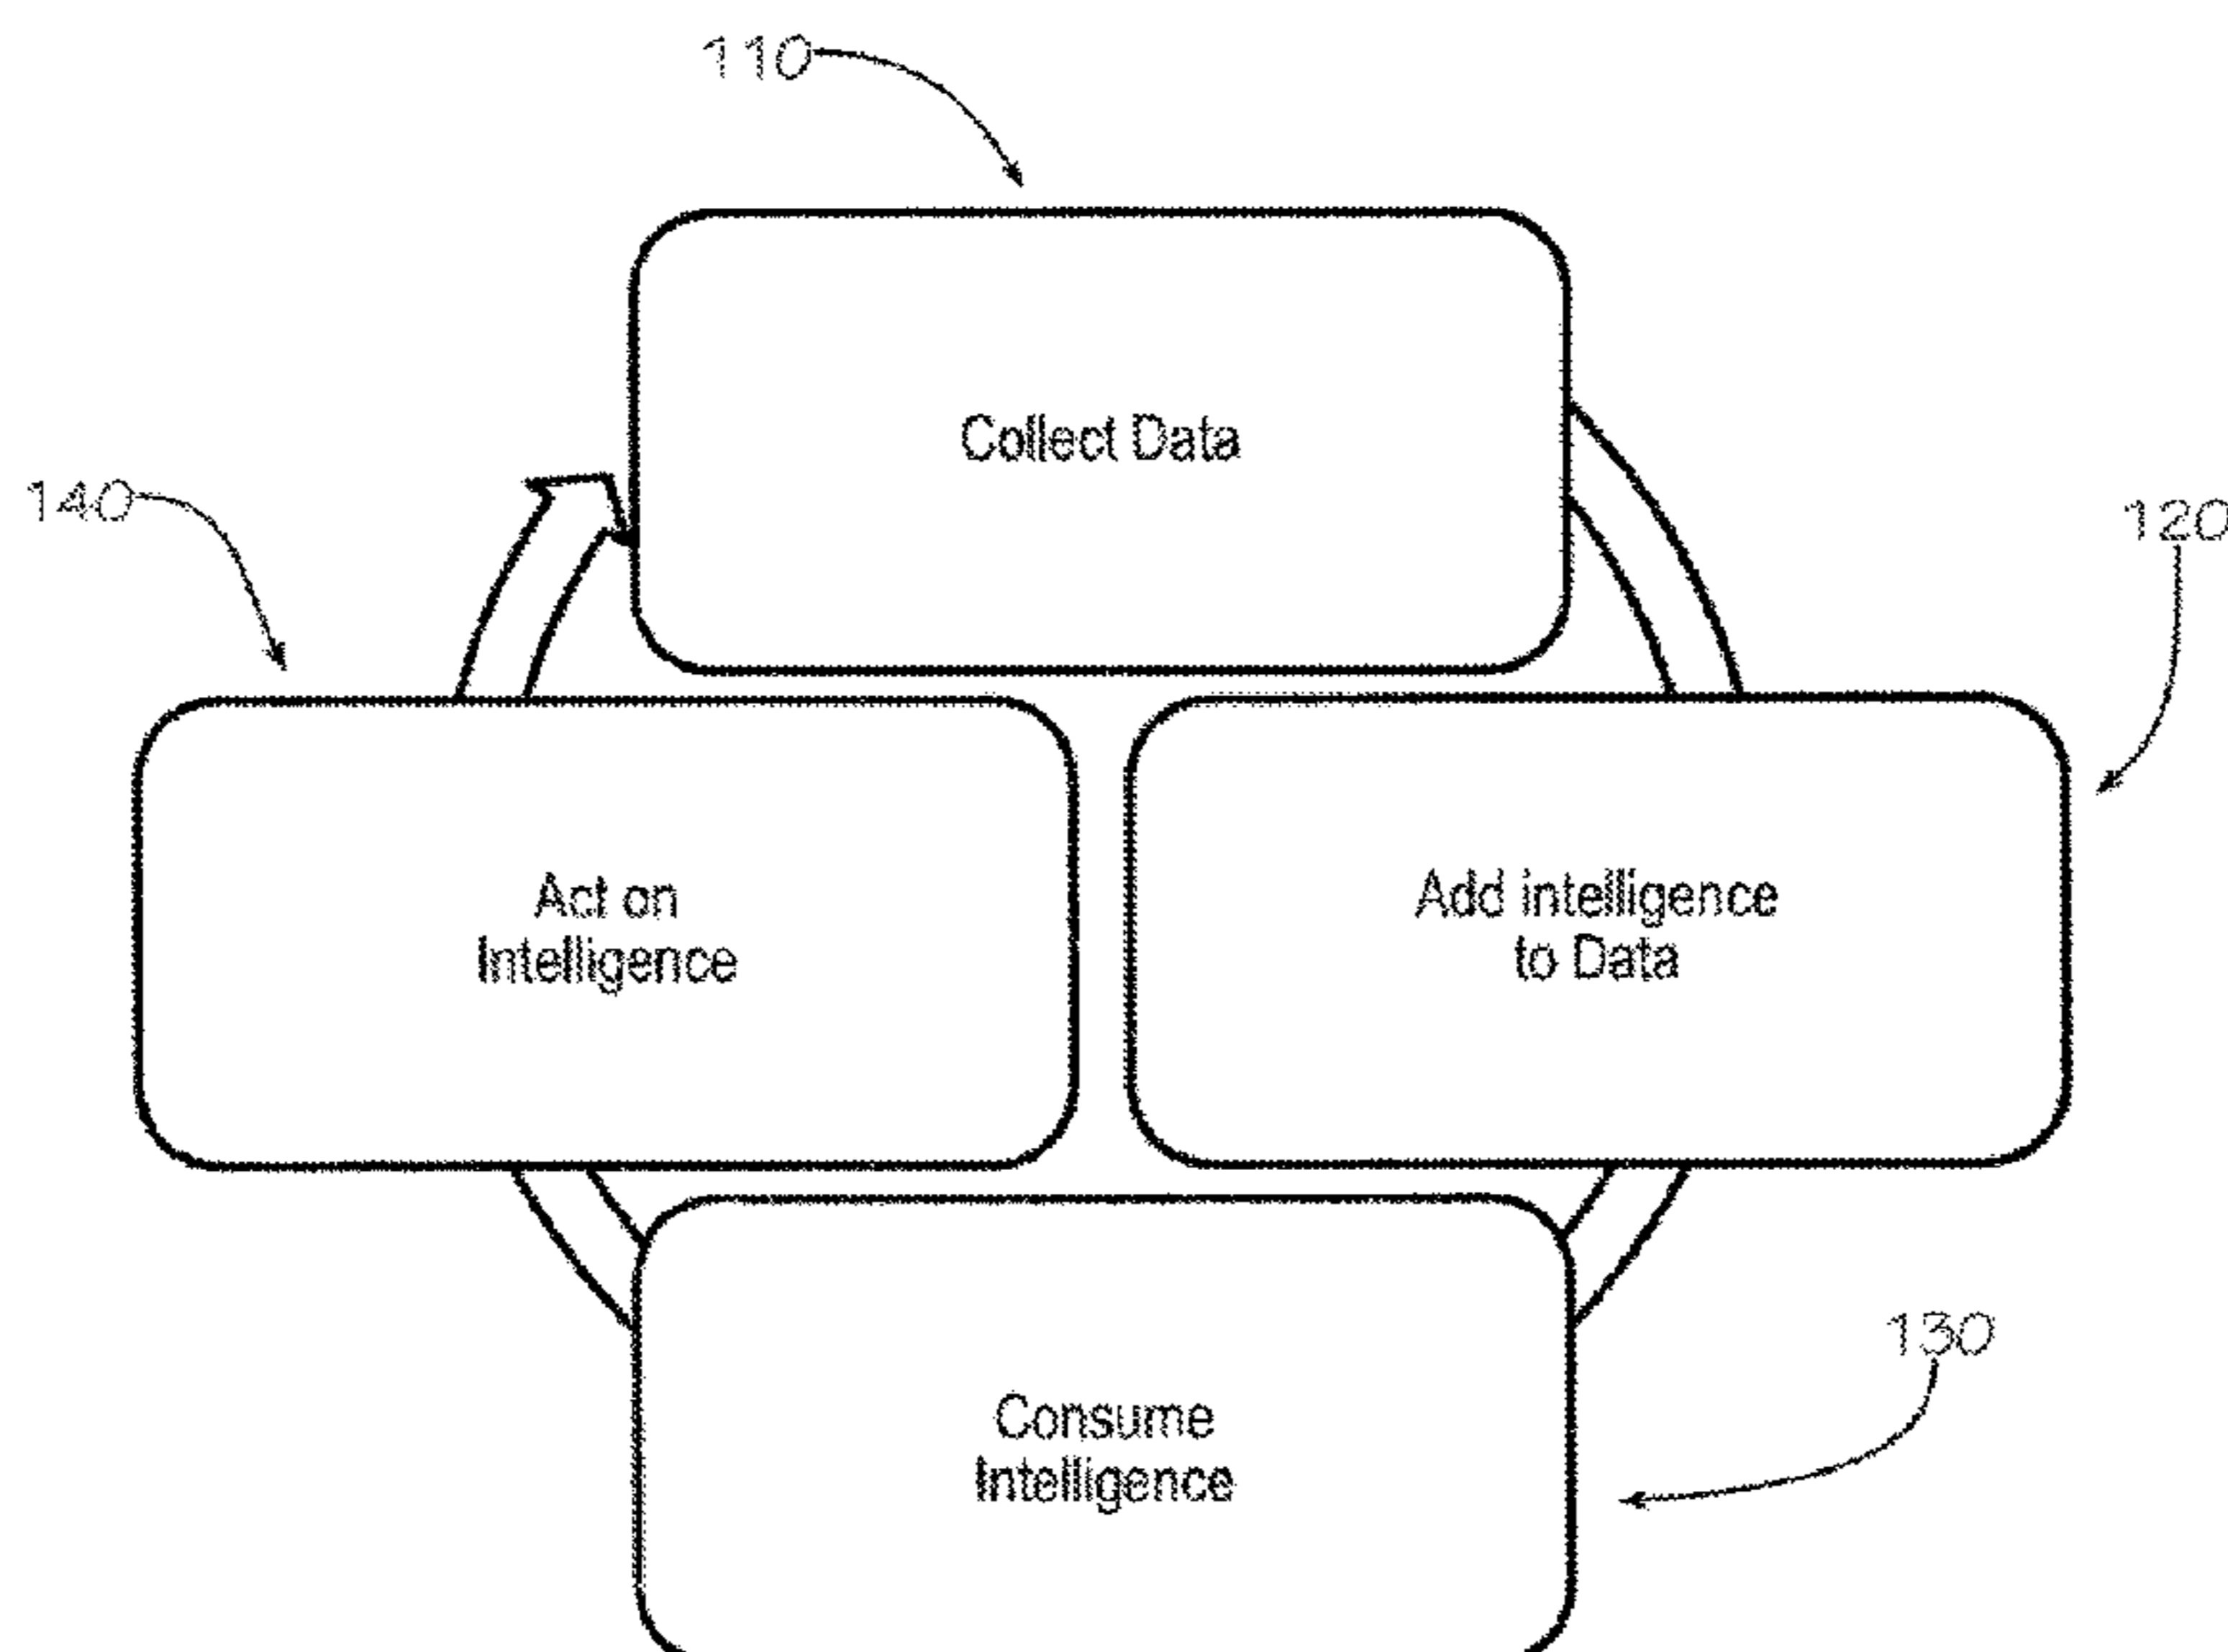 110
Collect Data
140
120
Act on
Intelligence
Add intelligence
to Data
130
Consume
Intelligence